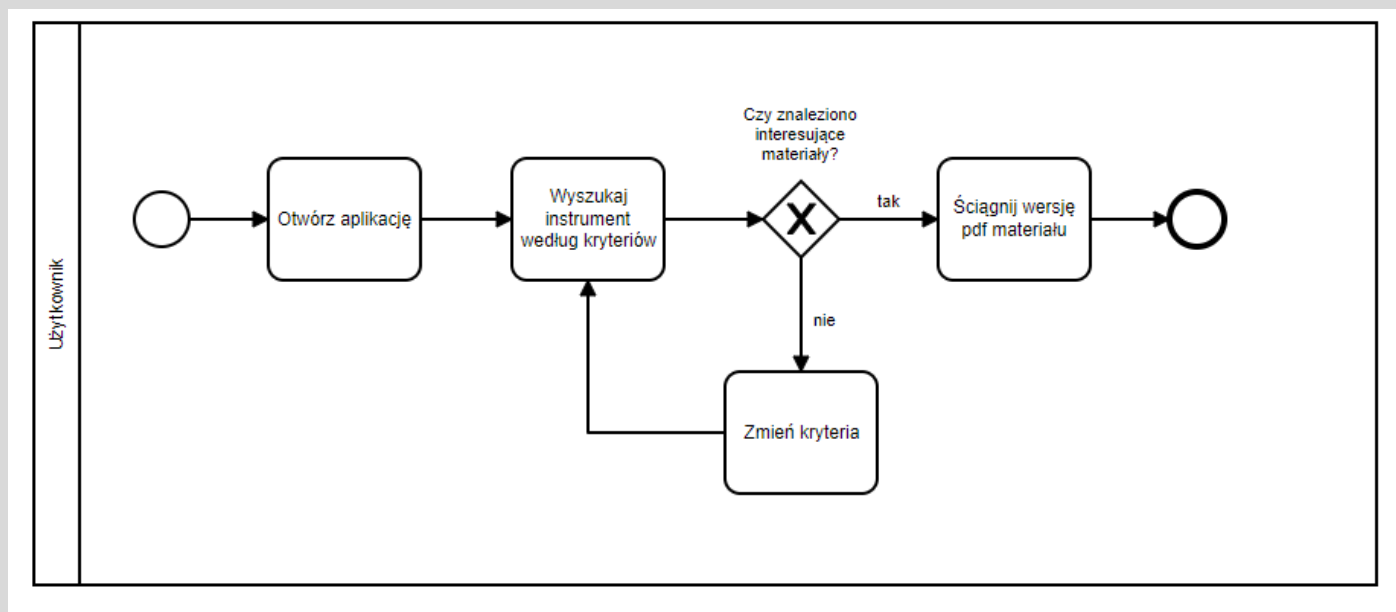 Użytkownik
Otwórz aplikację
Wyszukaj
instrument
według kryteriów
Czy znaleziono
interesujące
materiały?
tak
Ściągnij wersję
pdf materiału
nie
Zmień kryteria